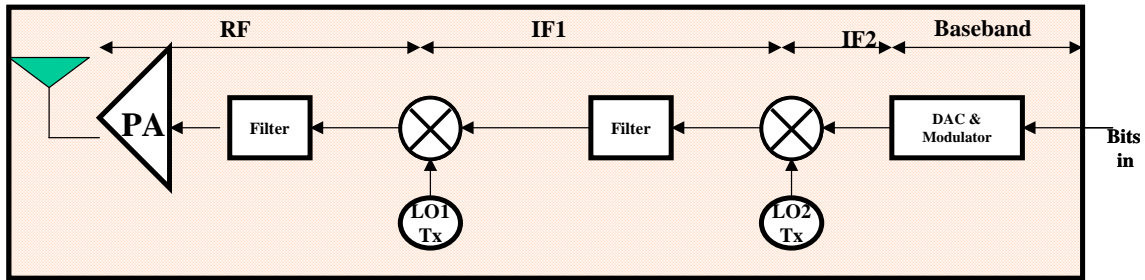 RF
IF1
IF2
Baseband
PA
Filter
Filter
DAC &
Modulator
Bits
in
LO1
Tx
LO2
Tx